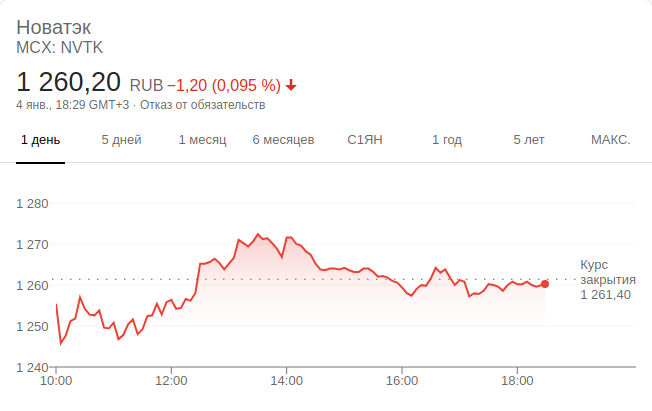 Новатэк
MCX: NVTK
1 260,20 RUB −1,20 (0,095 %)
4 янв., 18:29 GMT+3 · Отказ от обязательств
1 день 5 дней 1 месяц 6 месяцев С1ЯН 1 год 5 лет МАКС.
1 280
1 270
1 260
1 250
1 240
Курс
закрытия
1 261,40
10:00 12:00 14:00 16:00 18:00